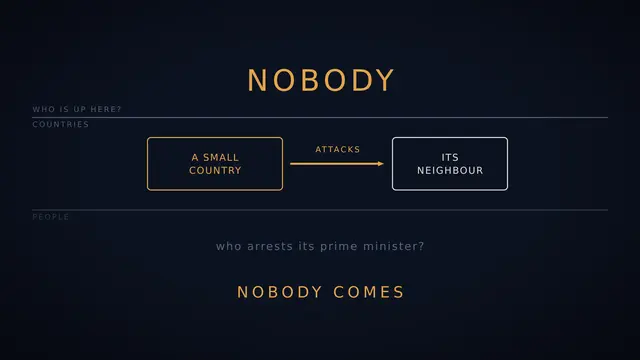 NOBODY
WHO IS UP HERE?
COUNTRIES
A SMALL
COUNTRY
ATTACKS
ITS
NEIGHBOUR
PEOPLE
who arrests its prime minister?
NOBODY COMES